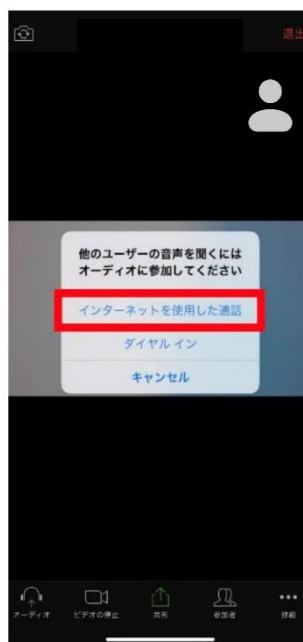 退出
他のユーザーの音声を聞くには
オーディオに参加してください
インターネットを使用した通話
ダイヤル イン
キャンセル
オーディオ
ビデオの停止
共有
参加者
詳細